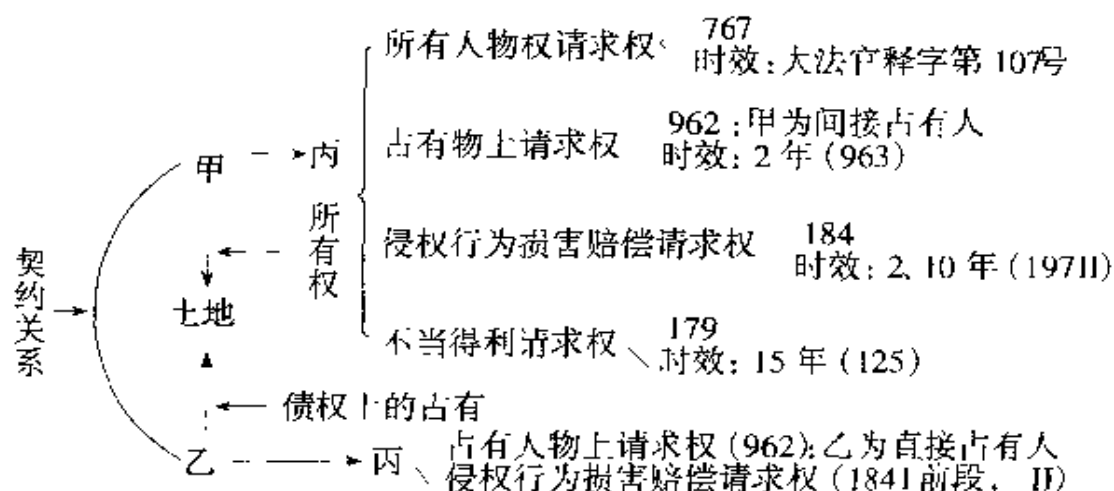 所有人物权请求权 767
时效:大法官释字第107号
占有物上请求权 962:甲为间接占有人
时效:2年(963)
甲 丙
所有权
侵权行为损害赔偿请求权 184
时效:2、10年(197II)
契约关系
土地
不当得利请求权 179
时效:15年(125)
债权上的占有
乙 丙 占有人物上请求权(962):乙为直接占有人
侵权行为损害赔偿请求权(184I前段, II)